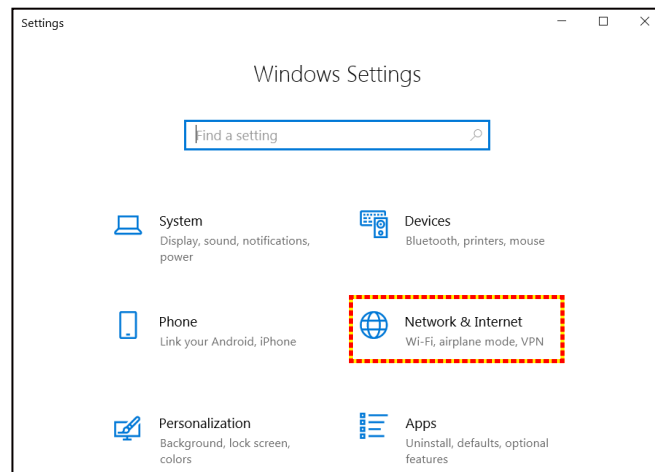 Settings
Windows Settings
Find a setting
System
Display, sound, notifications,
power
Devices
Bluetooth, printers, mouse
Phone
Link your Android, iPhone
Network & Internet
Wi-Fi, airplane mode, VPN
Personalization
Background, lock screen,
colors
Apps
Uninstall, defaults, optional
features